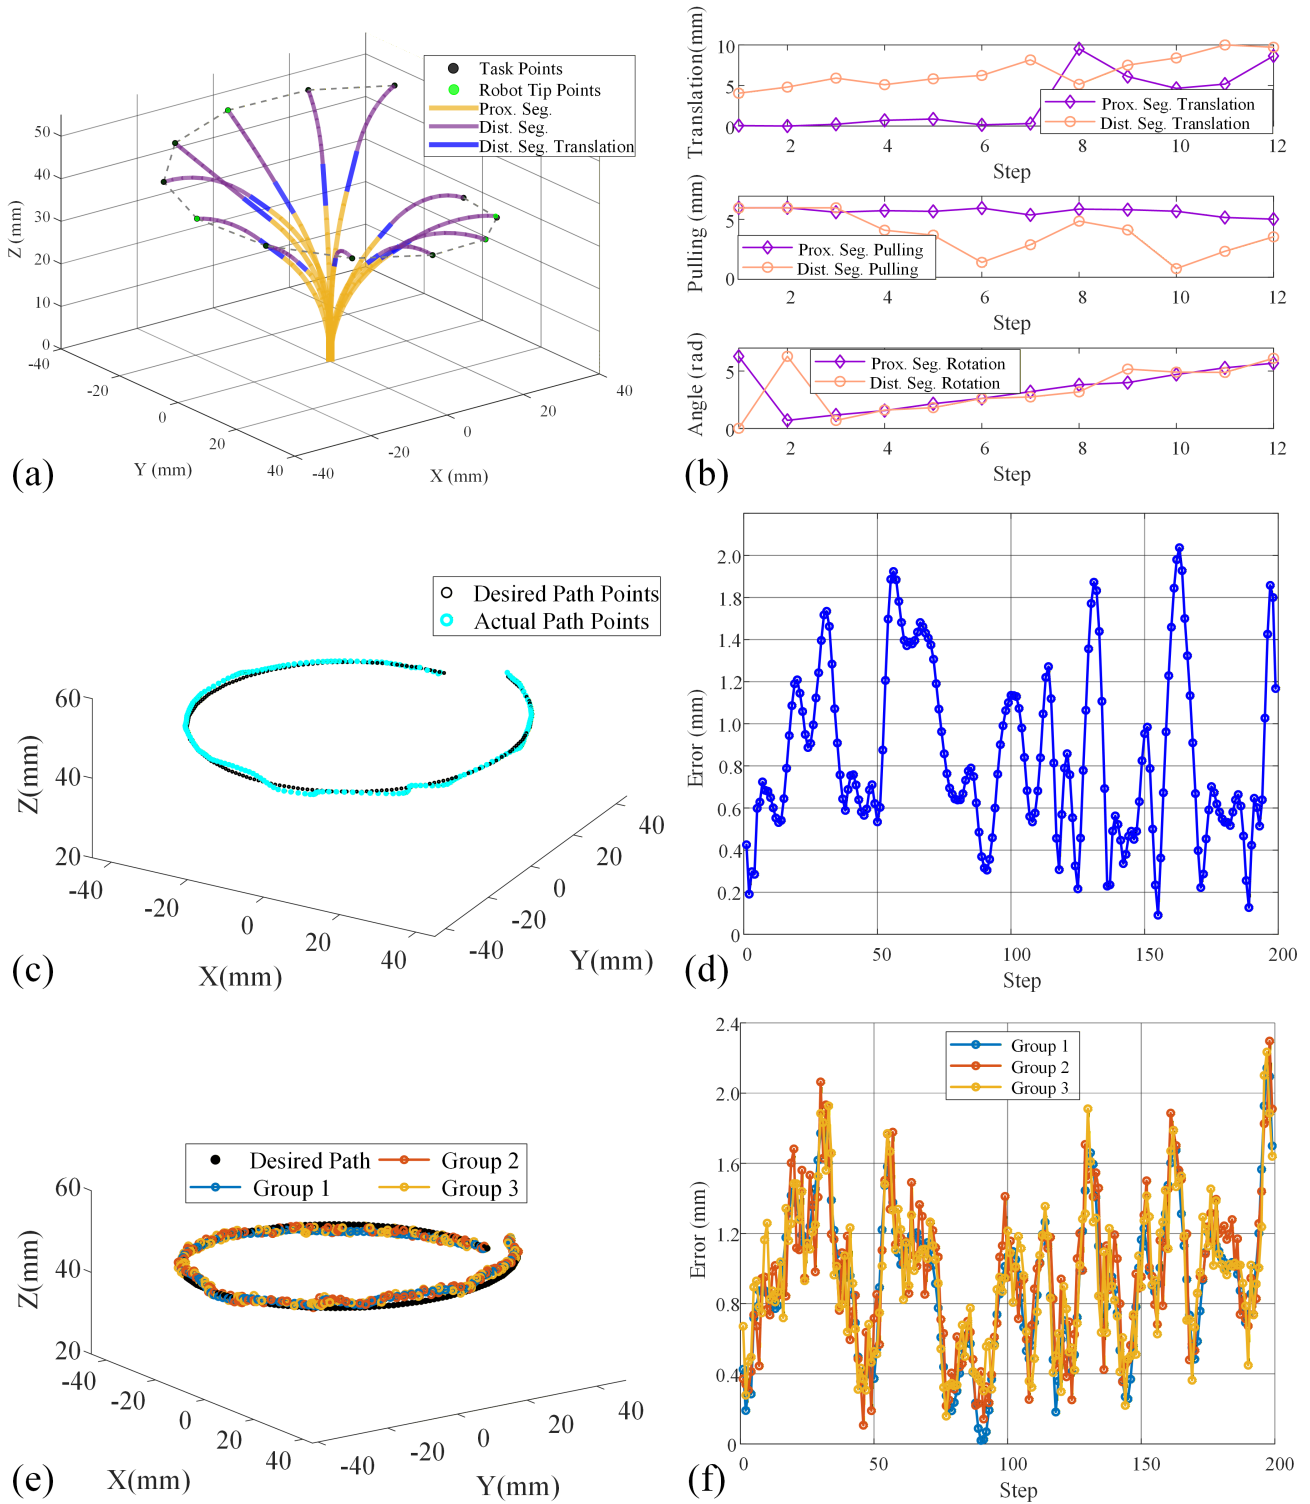 Task Points
Robot Tip Points
Prox. Seg.
Dist. Seg.
Dist. Seg. Translation
Z (mm)
50
40
30
20
10
0
-40
-20
0
20
40
Y (mm)
-40
-20
0
20
40
X (mm)
(a)
Translation(mm)
10
5
0
Prox. Seg. Translation
Dist. Seg. Translation
2 4 6 8 10 12
Step
Pulling (mm)
5
0
Prox. Seg. Pulling
Dist. Seg. Pulling
2 4 6 8 10 12
Step
Angle (rad)
5
0
Prox. Seg. Rotation
Dist. Seg. Rotation
2 4 6 8 10 12
Step
(b)
Desired Path Points
Actual Path Points
Z(mm)
60
40
20
-40
-20
0
20
40
X(mm)
-40
-20
0
20
40
Y(mm)
(c)
Error (mm)
2.0
1.8
1.4
1.2
1.0
0.8
0.6
0.4
0.2
0
0 50 100 150 200
Step
(d)
Desired Path
Group 1
Group 2
Group 3
Z(mm)
60
40
20
-40
-20
0
20
40
X(mm)
-40
-20
0
20
40
Y(mm)
(e)
Error (mm)
2.4
2.0
1.6
1.2
0.8
0.4
0
Group 1
Group 2
Group 3
0 50 100 150 200
Step
(f)